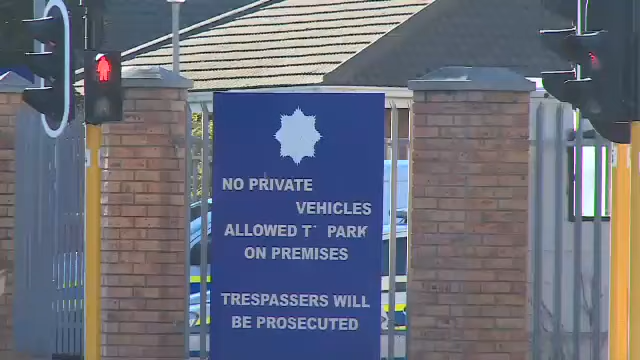 NO PRIVATE
VEHICLES
ALLOWED T PARK
ON PREMISES
TRESPASSERS WILL
BE PROSECUTED